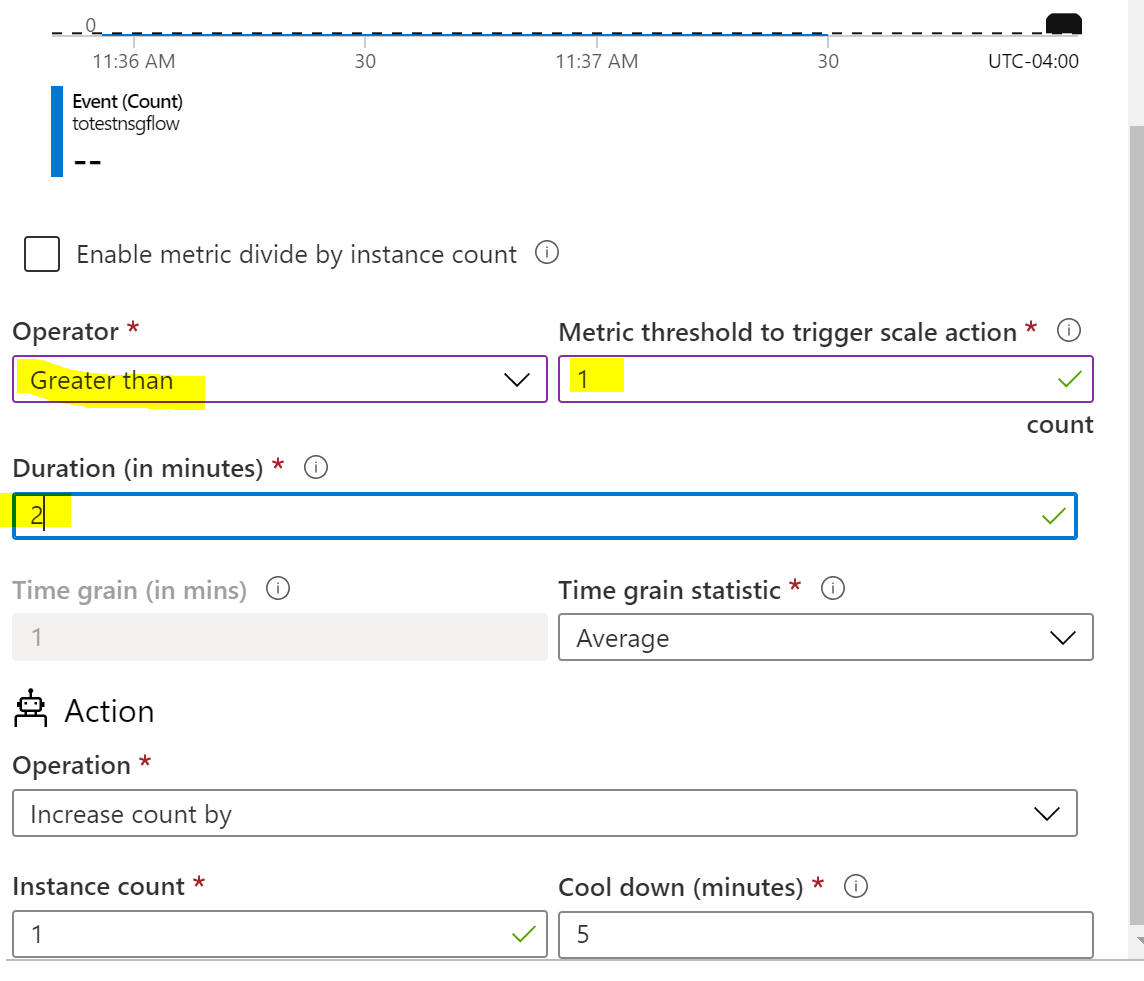 0
11:36 AM 30 11:37 AM 30 UTC-04:00
Event (Count)
totestnsgflow
--
Enable metric divide by instance count
Operator * Metric threshold to trigger scale action *
Greater than 1
count
Duration (in minutes) *
2
Time grain (in mins) Time grain statistic *
1 Average
Action
Operation *
Increase count by
Instance count * Cool down (minutes) *
1 5